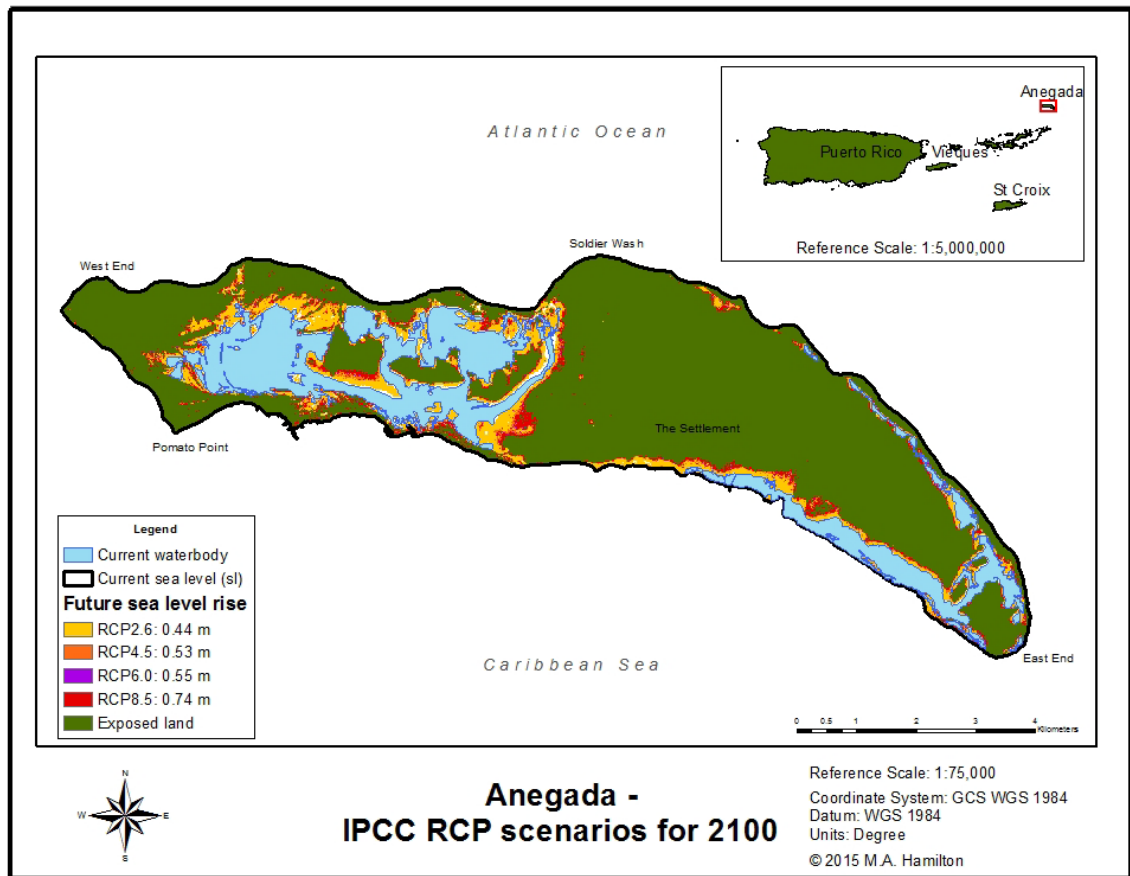 Atlantic Ocean
Anegada
Puerto Rico
Vieques
St Croix
Reference Scale: 1:5,000,000
Soldier Wash
West End
The Settlement
Pomato Point
East End
Caribbean Sea
Legend
Current waterbody
Current sea level (sl)
Future sea level rise
RCP2.6: 0.44 m
RCP4.5: 0.53 m
RCP6.0: 0.55 m
RCP8.5: 0.74 m
Exposed land
0 0.5 1 2 3 4
Kilometers
N
W E
S
Anegada -
IPCC RCP scenarios for 2100
Reference Scale: 1:75,000
Coordinate System: GCS WGS 1984
Datum: WGS 1984
Units: Degree
© 2015 M.A. Hamilton